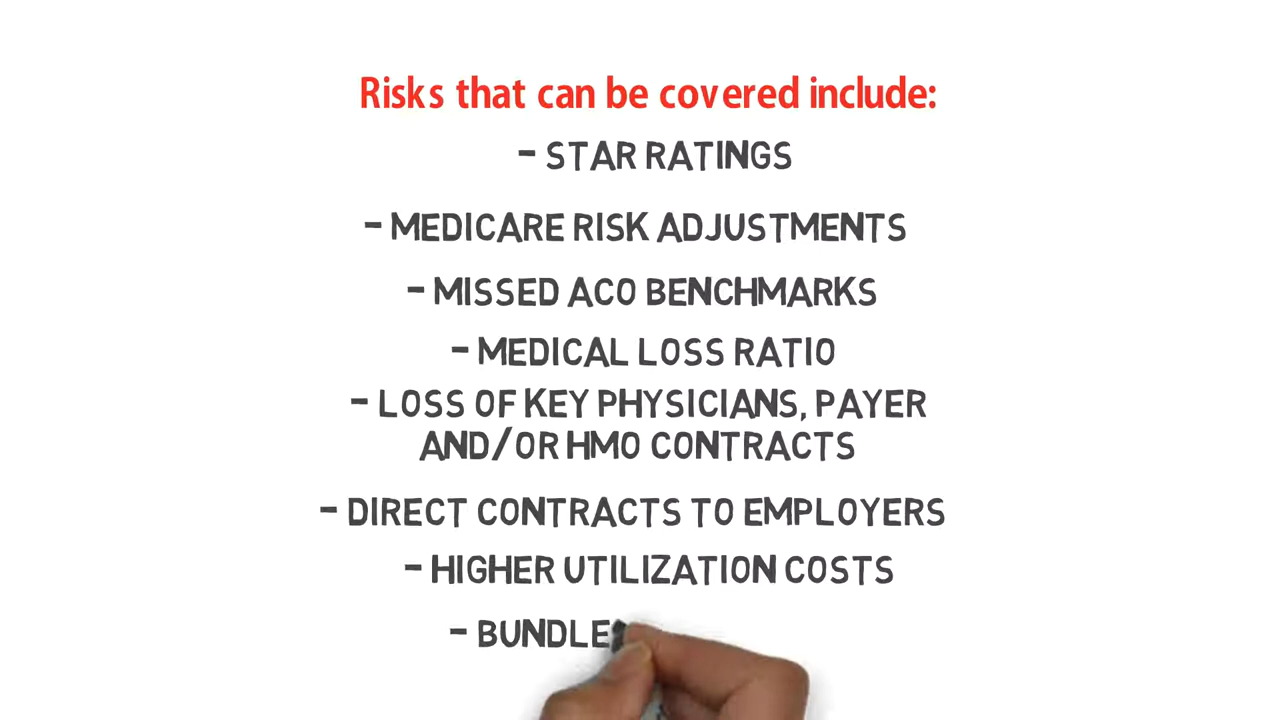 Risks that can be covered include:
- STAR RATINGS
- MEDICARE RISK ADJUSTMENTS
- MISSED ACO BENCHMARKS
- MEDICAL LOSS RATIO
- LOSS OF KEY PHYSICIANS, PAYER
AND/OR HMO CONTRACTS
- DIRECT CONTRACTS TO EMPLOYERS
- HIGHER UTILIZATION COSTS
- BUNDLE